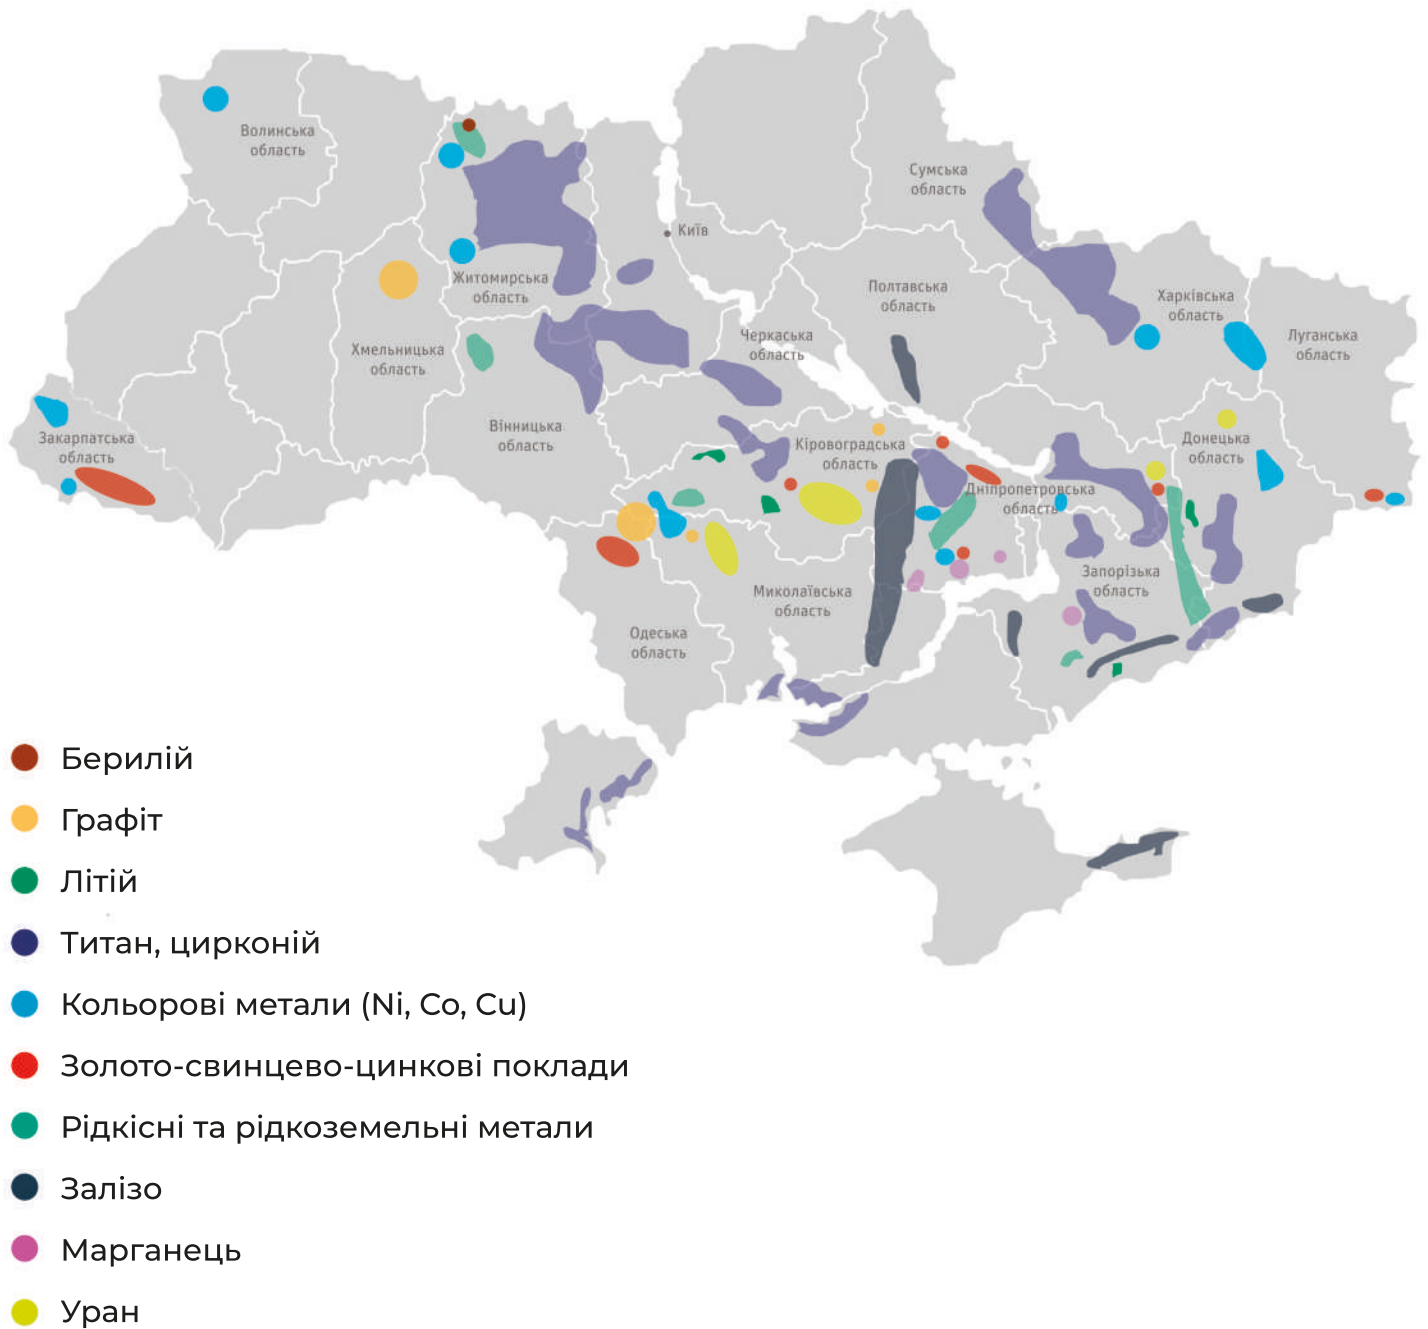 Волинська
область
Сумська
область
Київ
Житомирська
область
Полтавська
область
Харківська
область
Хмельницька
область
Черкаська
область
Луганська
область
Закарпатська
область
Вінницька
область
Кіровоградська
область
Донецька
область
Дніпропетровська
область
Запорізька
область
Миколаївська
область
Одеська
область
Берилій
Графіт
Літій
Титан, цирконій
Кольорові метали (Ni, Co, Cu)
Золото-свинцево-цинкові поклади
Рідкісні та рідкоземельні метали
Залізо
Марганець
Уран